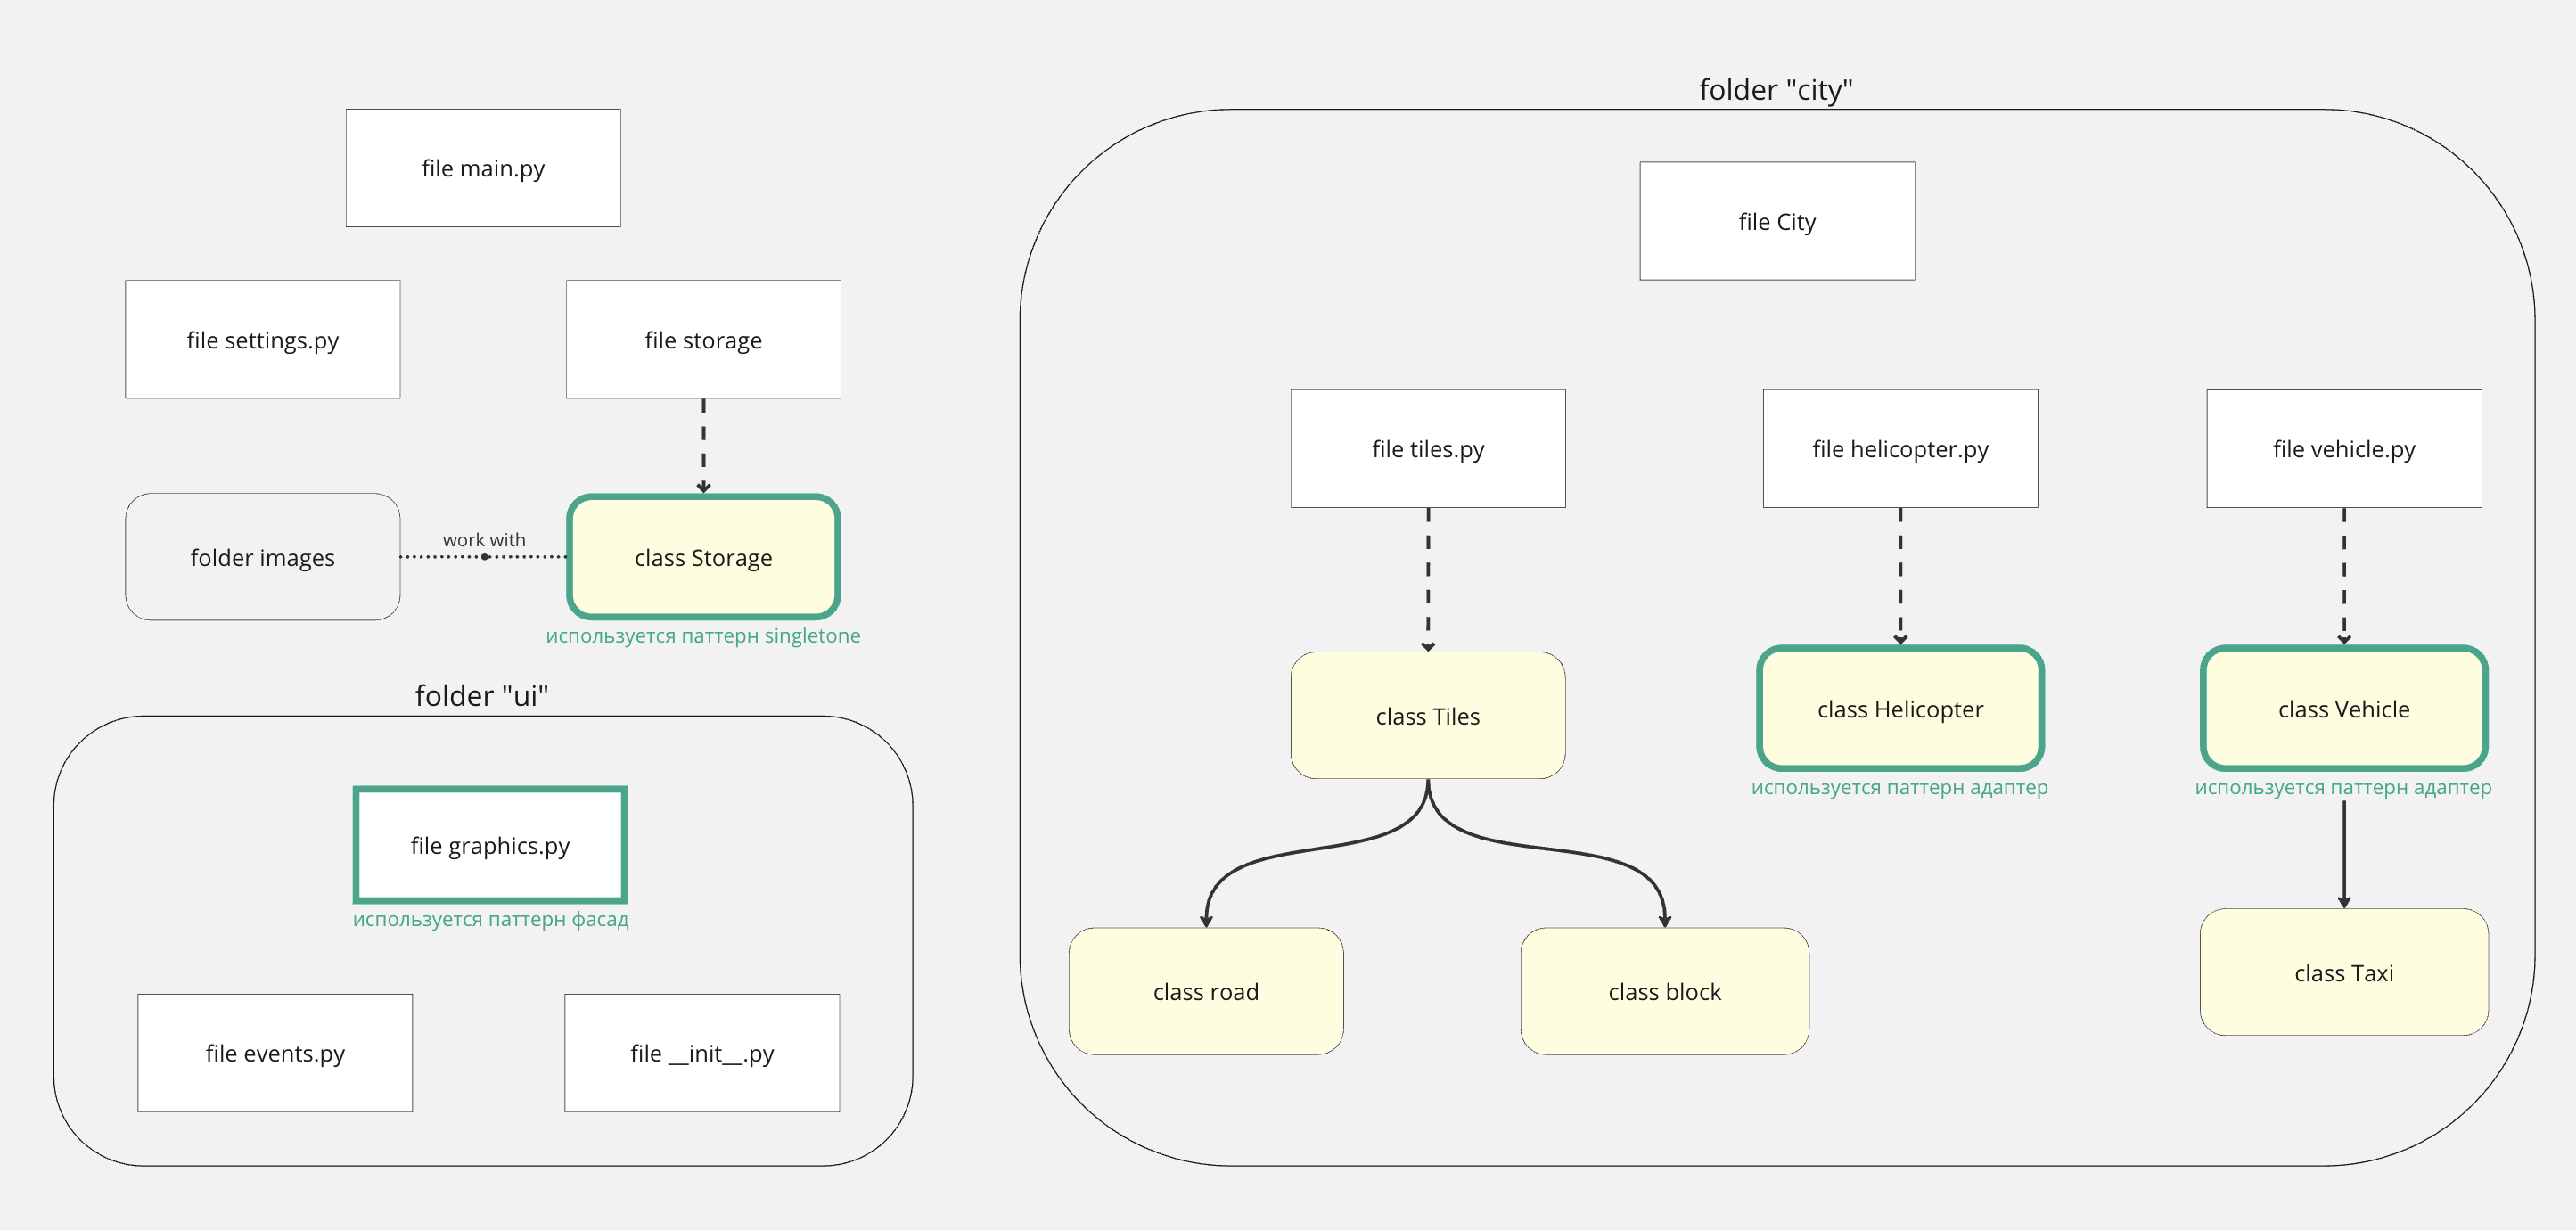 file main.py
file settings.py
file storage
folder images
work with
class Storage
используется паттерн singletone
folder "ui"
file graphics.py
используется паттерн фасад
file events.py
file __init__.py
folder "city"
file City
file tiles.py
file helicopter.py
file vehicle.py
class Tiles
class Helicopter
class Vehicle
используется паттерн адаптер
используется паттерн адаптер
class road
class block
class Taxi